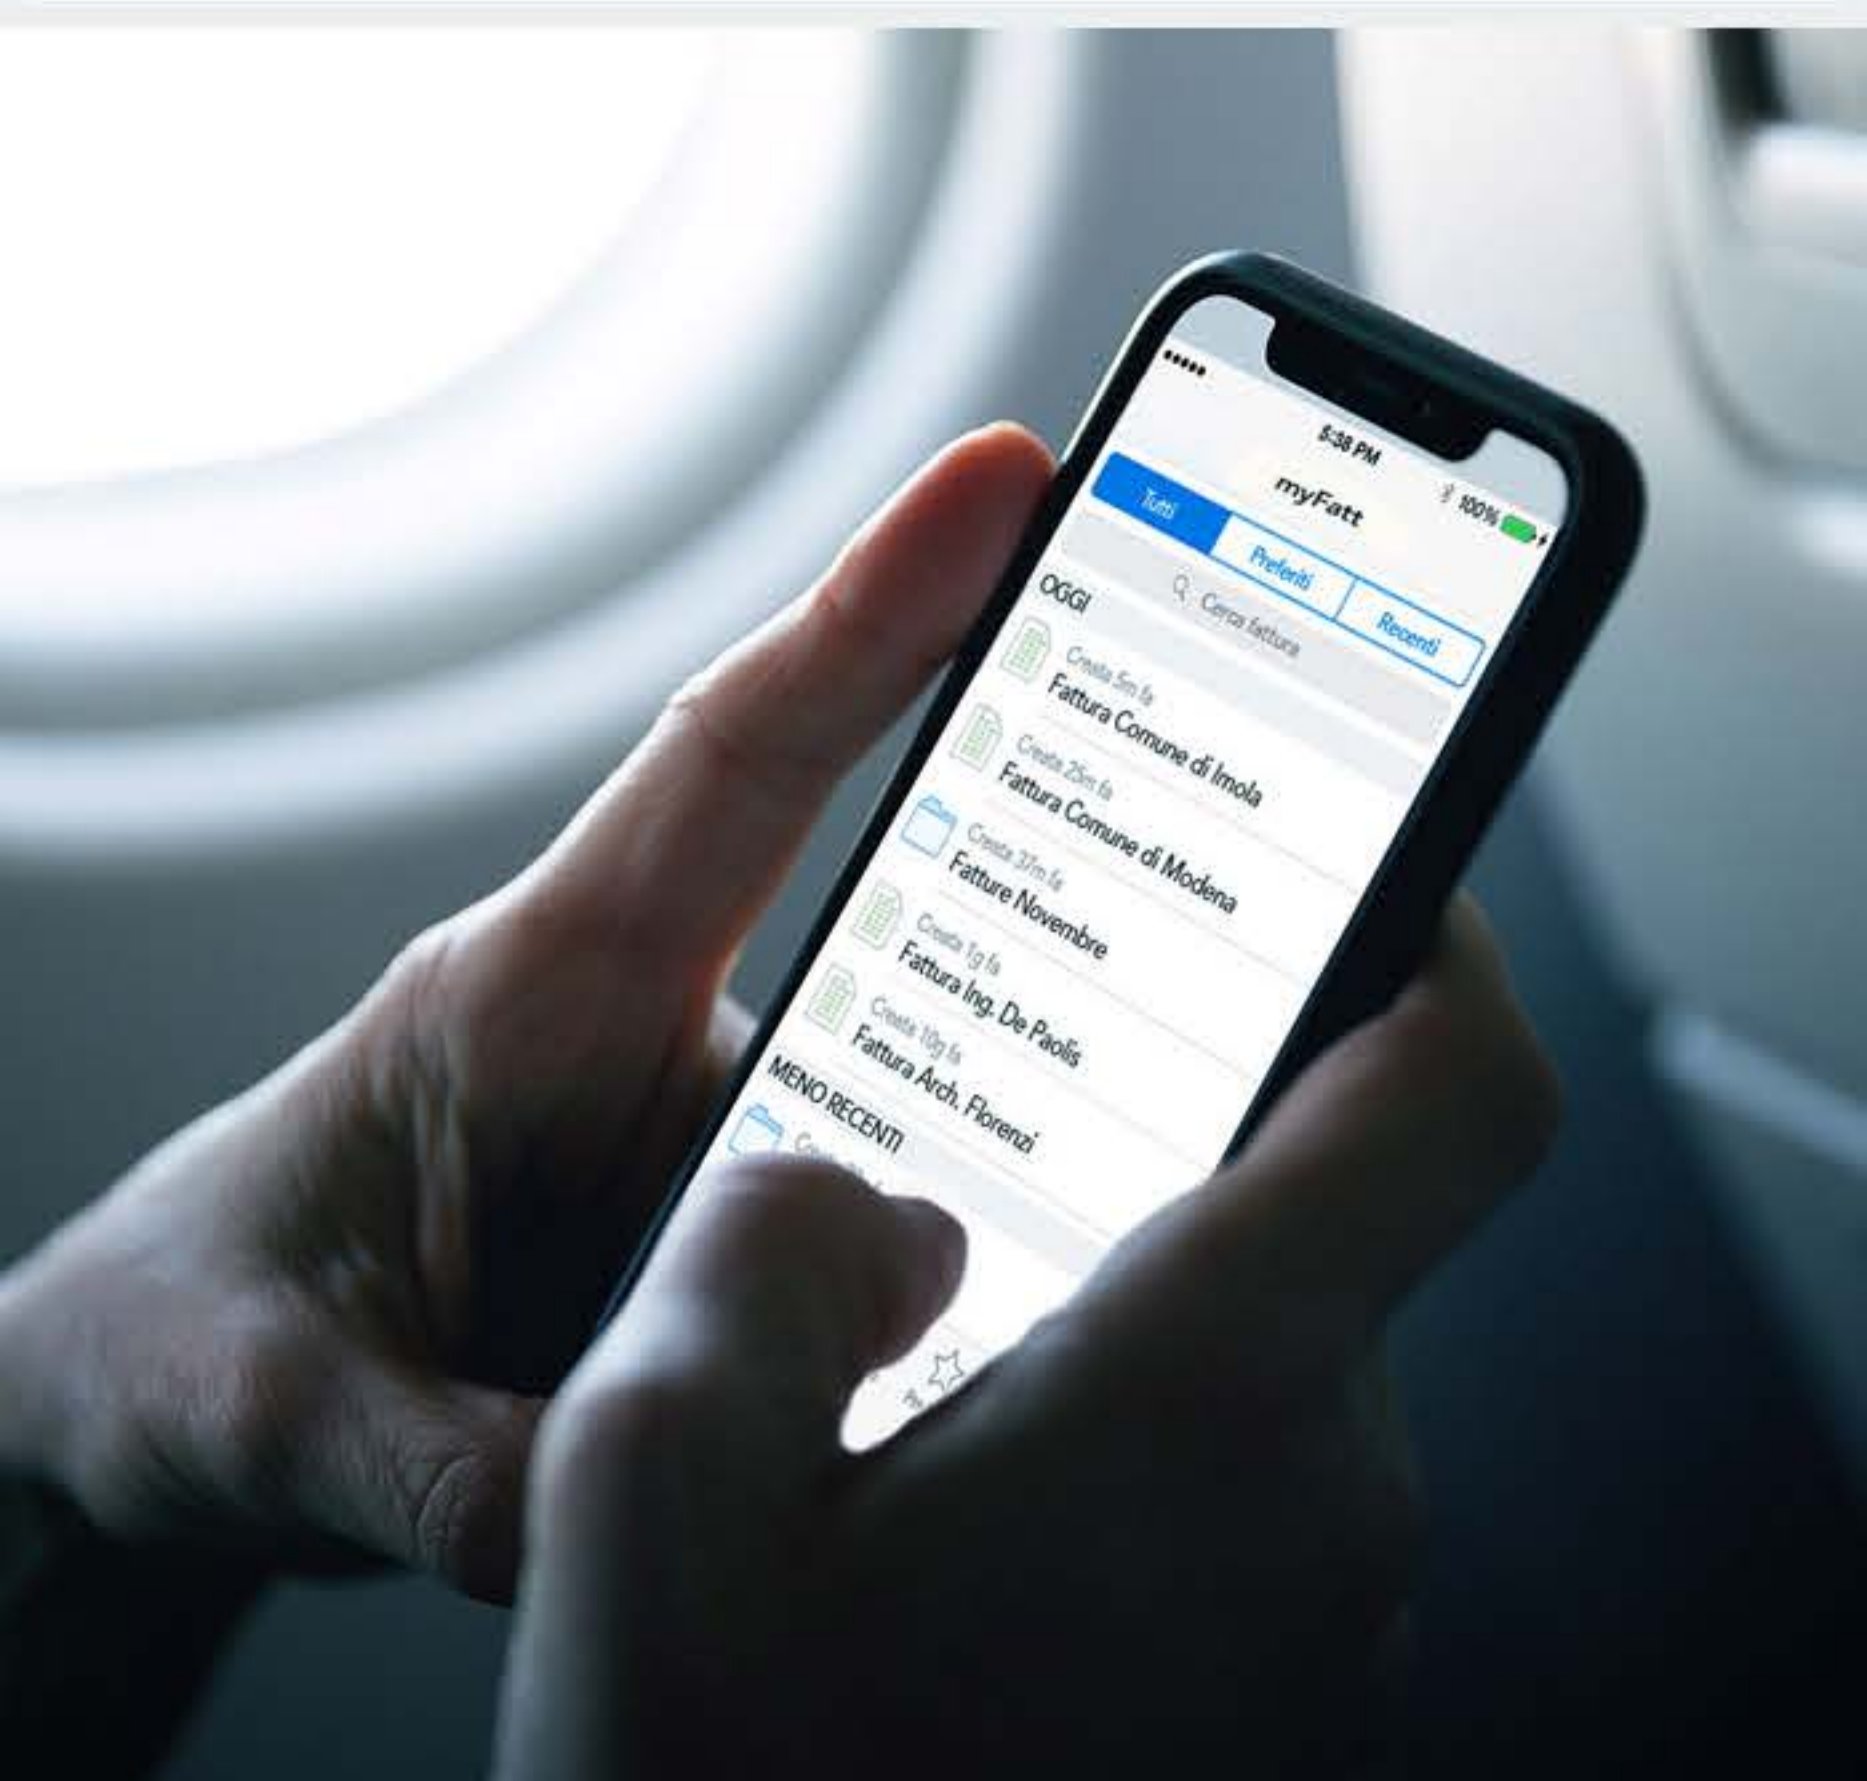 5:38 PM
100%
myFatt
Tutti
Preferiti
Recenti
Cerca fattura
OGGI
Creata 5m fa
Fattura Comune di Imola
Creata 25m fa
Fattura Comune di Modena
Creata 37m fa
Fatture Novembre
Creata 1g fa
Fattura Ing. De Paolis
Creata 10g fa
Fattura Arch. Florenzi
MENO RECENTI